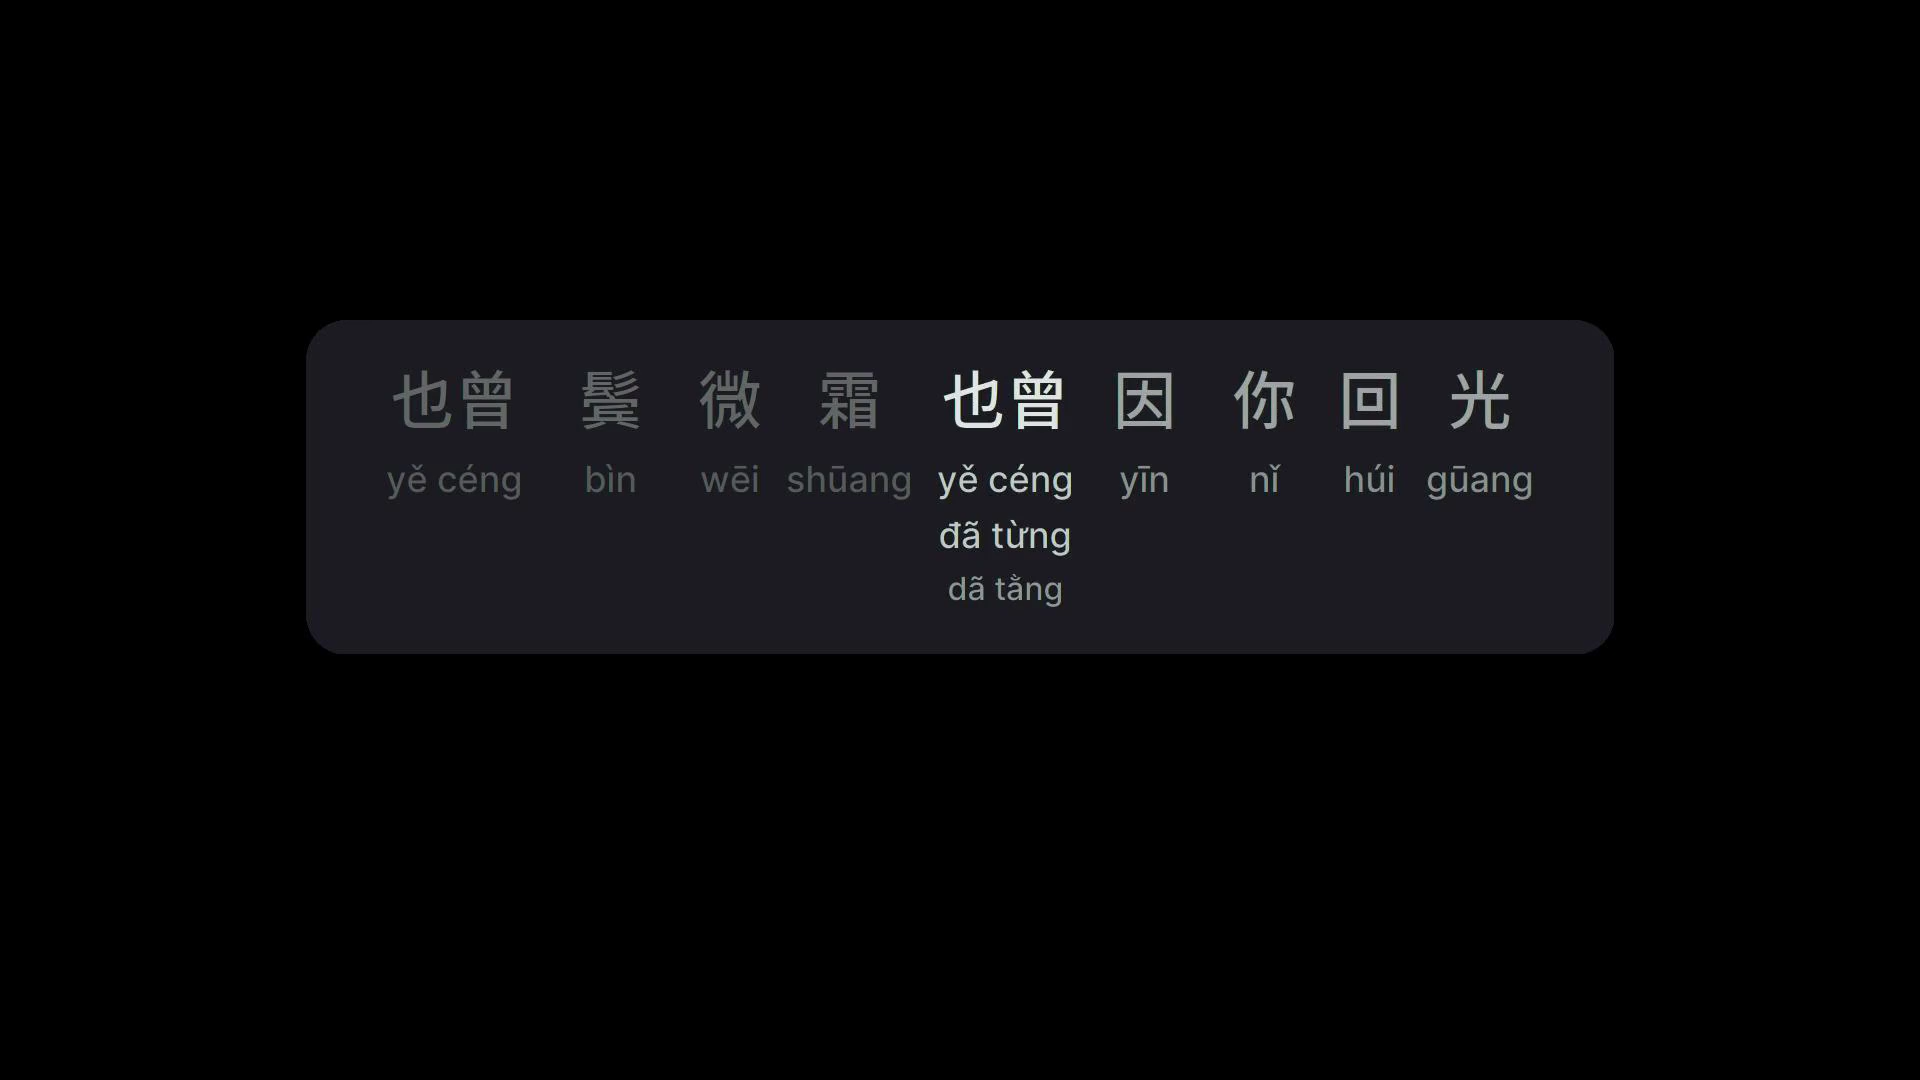 也曾 鬓 微 霜 也曾 因 你 回 光
yě céng bìn wēi shūang yě céng yīn nǐ húi gūang
đã từng
dã tằng